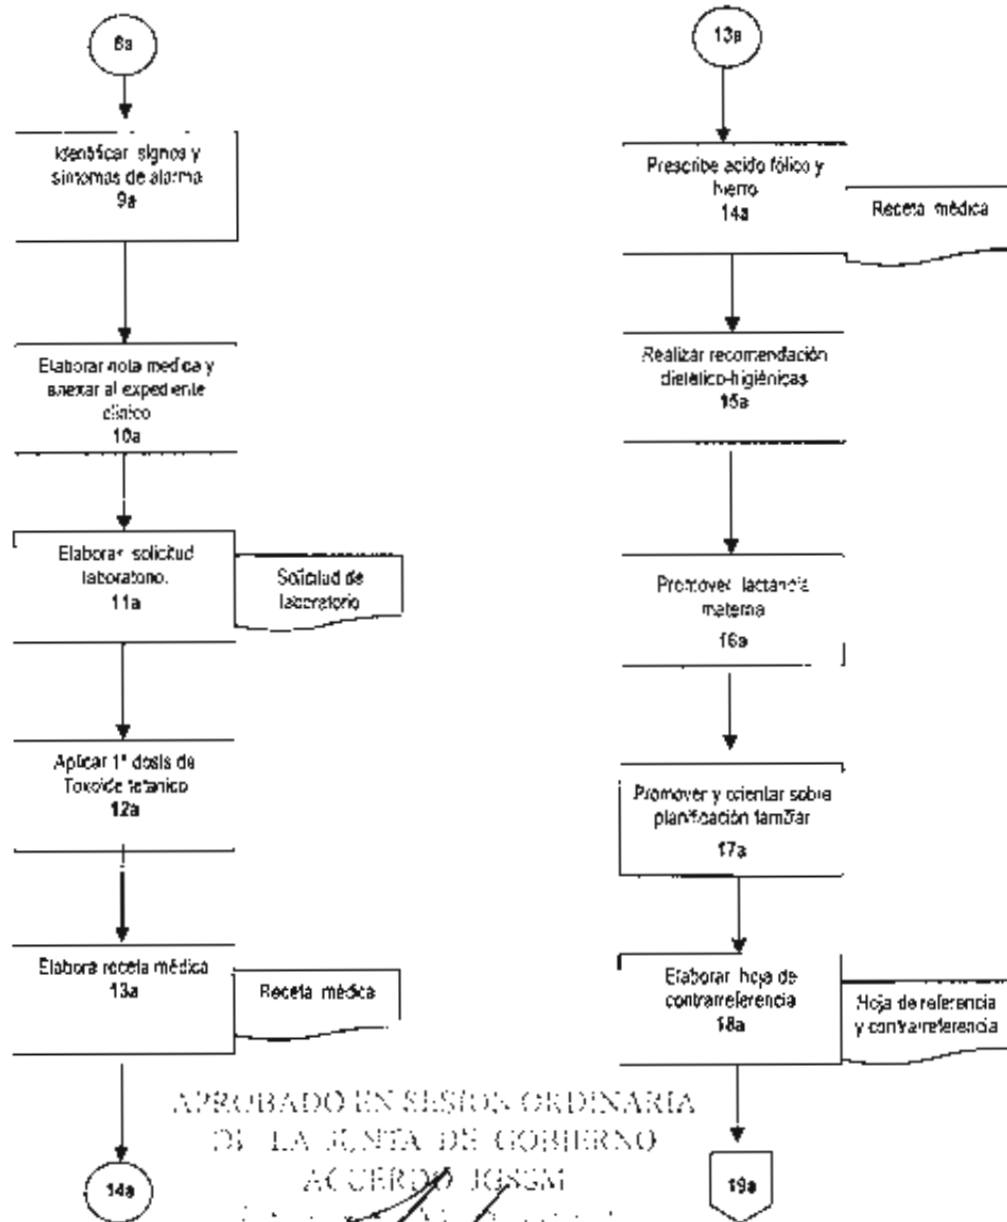 8a
Identificar signos y
síntomas de alarma
9a
Elaborar nota medica y
anexar al expediente
clínico
10a
Elaborar solicitud
laboratorio.
11a
Solicitud de
laboratorio
Aplicar 1ª dosis de
Toxoide tetanico
12a
Elabora receta médica
13a
Receta médica
14a
13a
Prescribe acido fólico y
hierro
14a
Receta médica
Realizar recomendación
dietético-higiénicas
15a
Promover lactancia
materna
16a
Promover y orientar sobre
planificación familiar
17a
Elaborar hoja de
contrarreferencia
18a
Hoja de referencia
y contrarreferencia
19a
APROBADO EN SESION ORDINARIA
DE LA JUNTA DE GOBIERNO
ACUERDO JGSGM